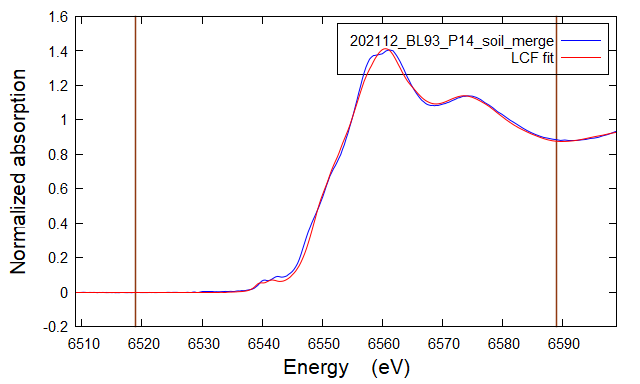 1.6
1.4
1.2
1
0.8
0.6
0.4
0.2
0
-0.2
Normalized absorption
202112_BL93_P14_soil_merge
LCF fit
6510 6520 6530 6540 6550 6560 6570 6580 6590
Energy (eV)